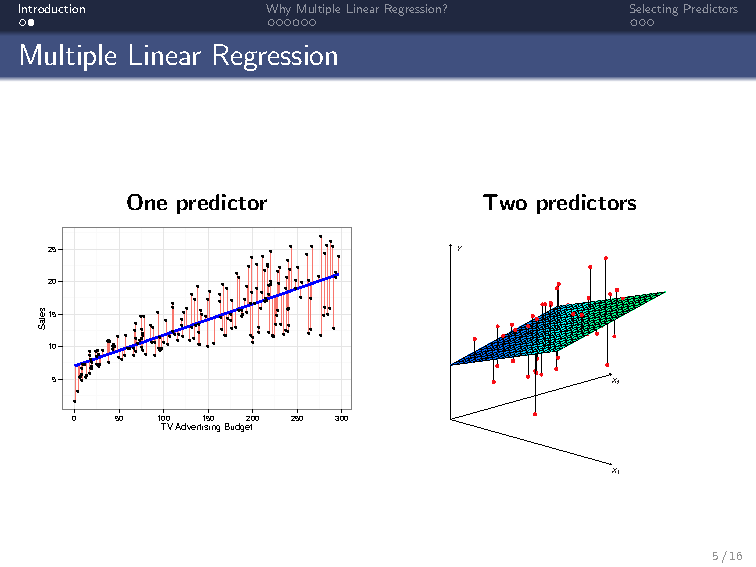 Introduction
Why Multiple Linear Regression?
Selecting Predictors
Multiple Linear Regression
One predictor
Two predictors
25
20
15
10
5
Sales
0 50 100 150 200 250 300
TV Advertising Budget
Y
X₂
X₁
5 / 16